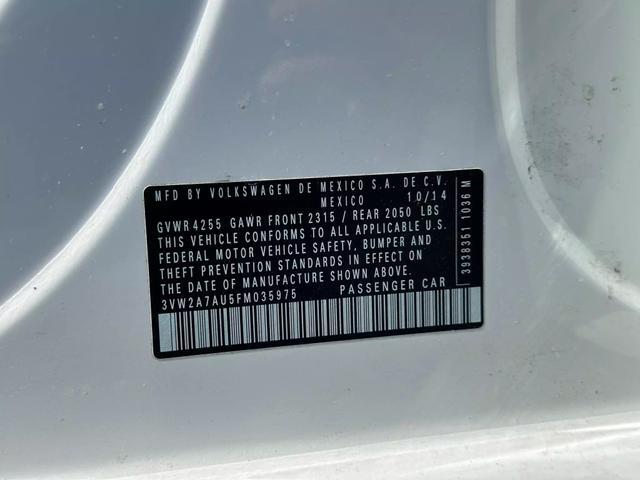 MFD BY VOLKSWAGEN DE MEXICO S.A. DE C.V.
MEXICO 10/14
GVWR 4255 GAWR FRONT 2315 / REAR 2050 LBS
THIS VEHICLE CONFORMS TO ALL APPLICABLE U.S.
FEDERAL MOTOR VEHICLE SAFETY, BUMPER AND
THEFT PREVENTION STANDARDS IN EFFECT ON
THE DATE OF MANUFACTURE SHOWN ABOVE.
3VW2A7AU5FM035975 PASSENGER CAR
3938351 1036 M